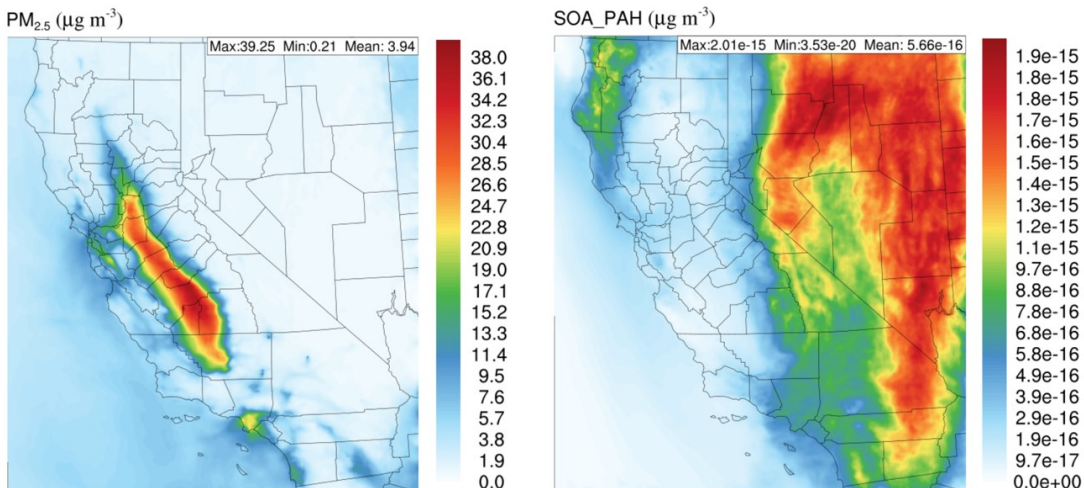 PM2.5 (μg m-3)
Max:39.25 Min:0.21 Mean: 3.94
38.0
36.1
34.2
32.3
30.4
28.5
26.6
24.7
22.8
20.9
19.0
17.1
15.2
13.3
11.4
9.5
7.6
5.7
3.8
1.9
0.0
SOA_PAH (μg m-3)
Max:2.01e-15 Min:3.53e-20 Mean: 5.66e-16
1.9e-15
1.8e-15
1.8e-15
1.7e-15
1.6e-15
1.5e-15
1.4e-15
1.3e-15
1.2e-15
1.1e-15
9.7e-16
8.8e-16
7.8e-16
6.8e-16
5.8e-16
4.9e-16
3.9e-16
2.9e-16
1.9e-16
9.7e-17
0.0e+00